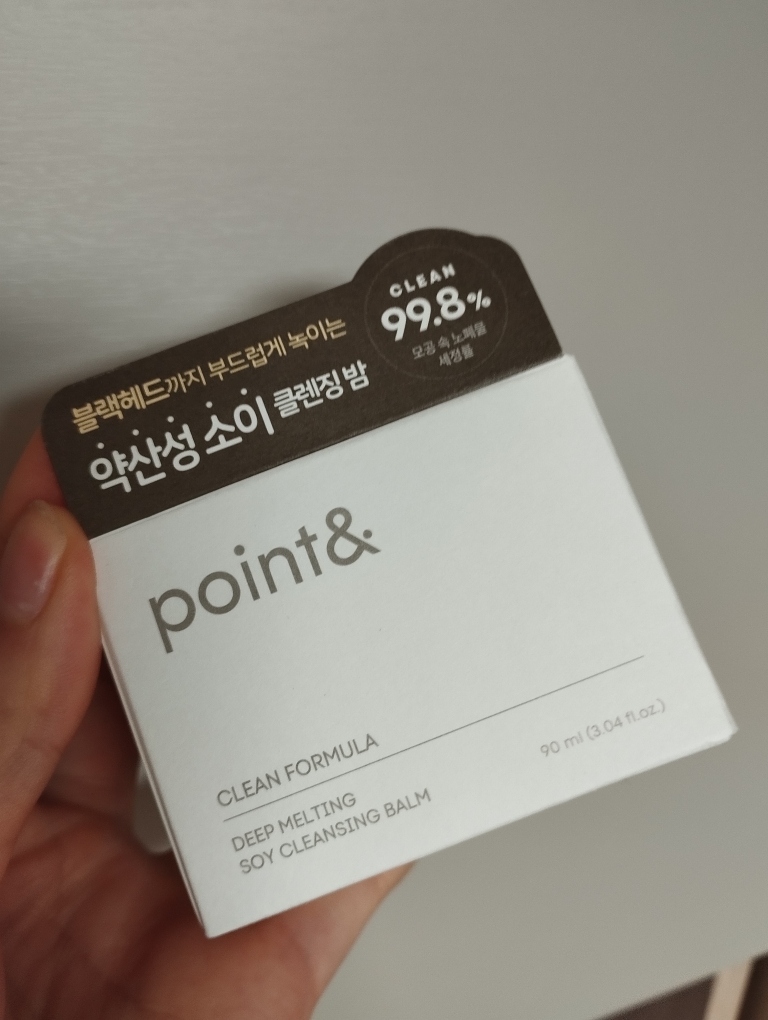 CLEAN
99.8%
모공 속 노폐물
세정률
블랙헤드까지 부드럽게 녹이는
약산성 소이 클렌징 밤
point&.
CLEAN FORMULA
90 ml (3.04 fl.oz.)
DEEP MELTING
SOY CLEANSING BALM